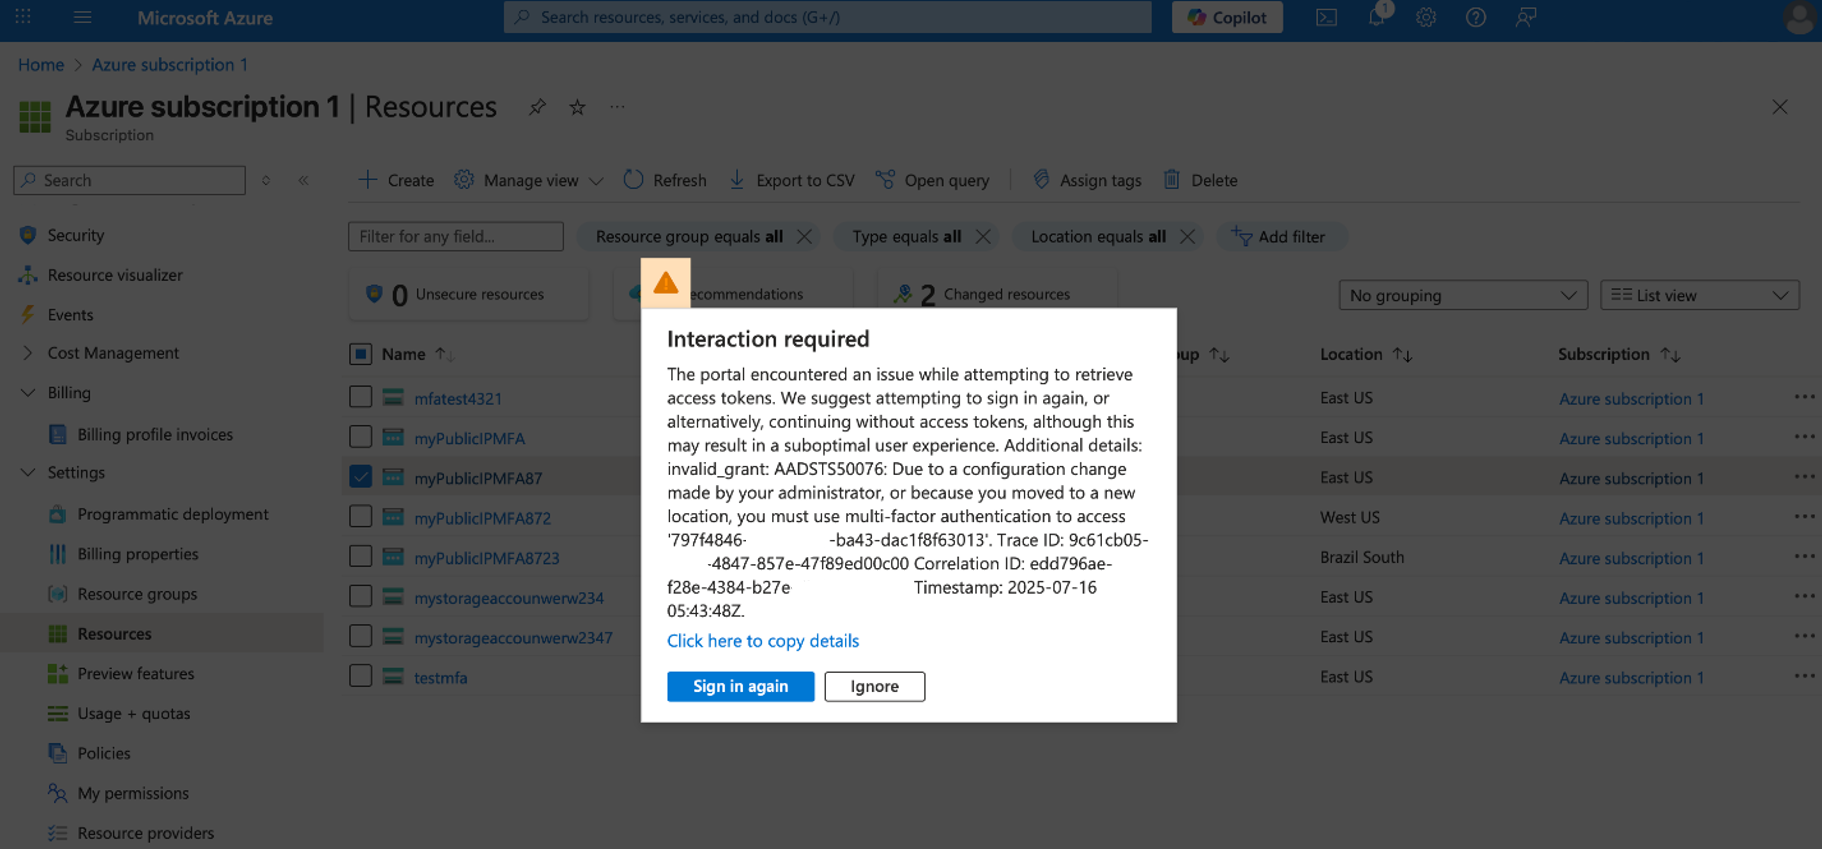 Microsoft Azure
Search resources, services, and docs (G+/)
Copilot
1
Home > Azure subscription 1
Azure subscription 1 | Resources
Subscription
Search
Create
Manage view
Refresh
Export to CSV
Open query
Assign tags
Delete
Security
Resource visualizer
Events
Cost Management
Billing
Billing profile invoices
Settings
Programmatic deployment
Billing properties
Resource groups
Resources
Preview features
Usage + quotas
Policies
My permissions
Resource providers
Filter for any field...
Resource group equals all
Type equals all
Location equals all
Add filter
0 Unsecure resources
ecommendations
2 Changed resources
No grouping
List view
Name
up
Location
Subscription
mfatest4321
East US
Azure subscription 1
myPublicIPMFA
East US
Azure subscription 1
myPublicIPMFA87
East US
Azure subscription 1
myPublicIPMFA872
West US
Azure subscription 1
myPublicIPMFA8723
Brazil South
Azure subscription 1
mystorageaccounwerw234
East US
Azure subscription 1
mystorageaccounwerw2347
East US
Azure subscription 1
testmfa
East US
Azure subscription 1
Interaction required
The portal encountered an issue while attempting to retrieve
access tokens. We suggest attempting to sign in again, or
alternatively, continuing without access tokens, although this
may result in a suboptimal user experience. Additional details:
invalid_grant: AADSTS50076: Due to a configuration change
made by your administrator, or because you moved to a new
location, you must use multi-factor authentication to access
'797f4846- -ba43-dac1f8f63013'. Trace ID: 9c61cb05-
-4847-857e-47f89ed00c00 Correlation ID: edd796ae-
f28e-4384-b27e Timestamp: 2025-07-16
05:43:48Z.
Click here to copy details
Sign in again
Ignore